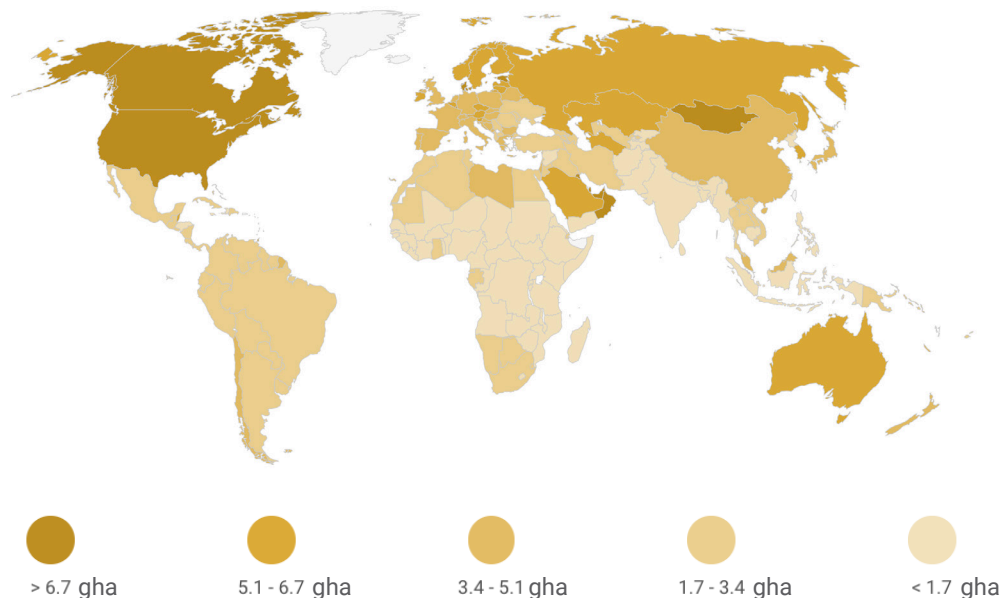 > 6.7 gha
5.1 - 6.7 gha
3.4 - 5.1 gha
1.7 - 3.4 gha
< 1.7 gha